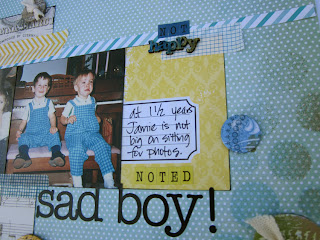 NOT
happy
at 1½ years
Jamie is not
big on sitting
for photos.
NOTED
sad boy!